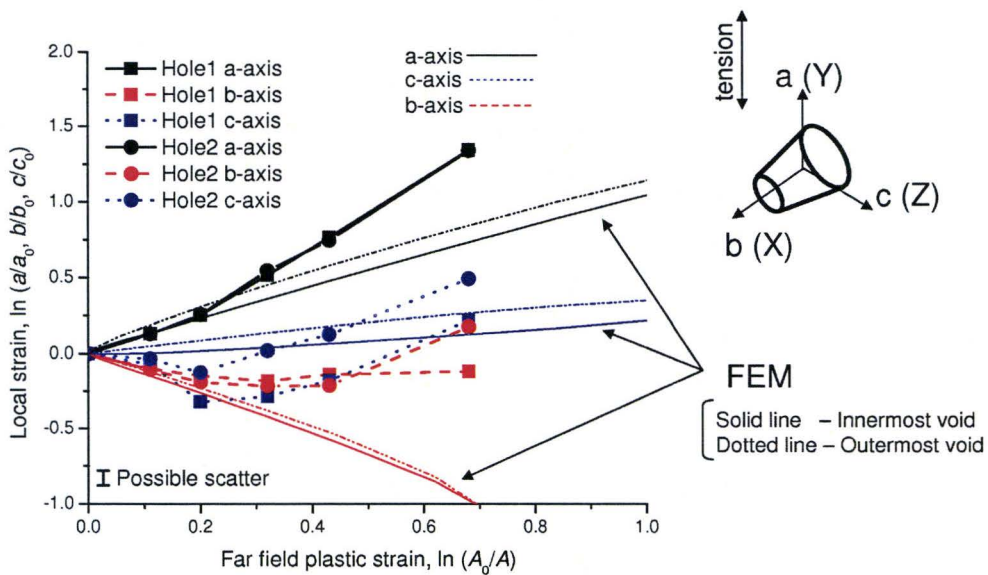 2.0
1.5
1.0
0.5
0.0
-0.5
-1.0
Local strain, ln (a/a₀, b/b₀, c/c₀)
Hole1 a-axis
Hole1 b-axis
Hole1 c-axis
Hole2 a-axis
Hole2 b-axis
Hole2 c-axis
a-axis
c-axis
b-axis
Possible scatter
0.0 0.2 0.4 0.6 0.8 1.0
Far field plastic strain, ln (A₀/A)
tension
a (Y)
c (Z)
b (X)
FEM
Solid line – Innermost void
Dotted line – Outermost void